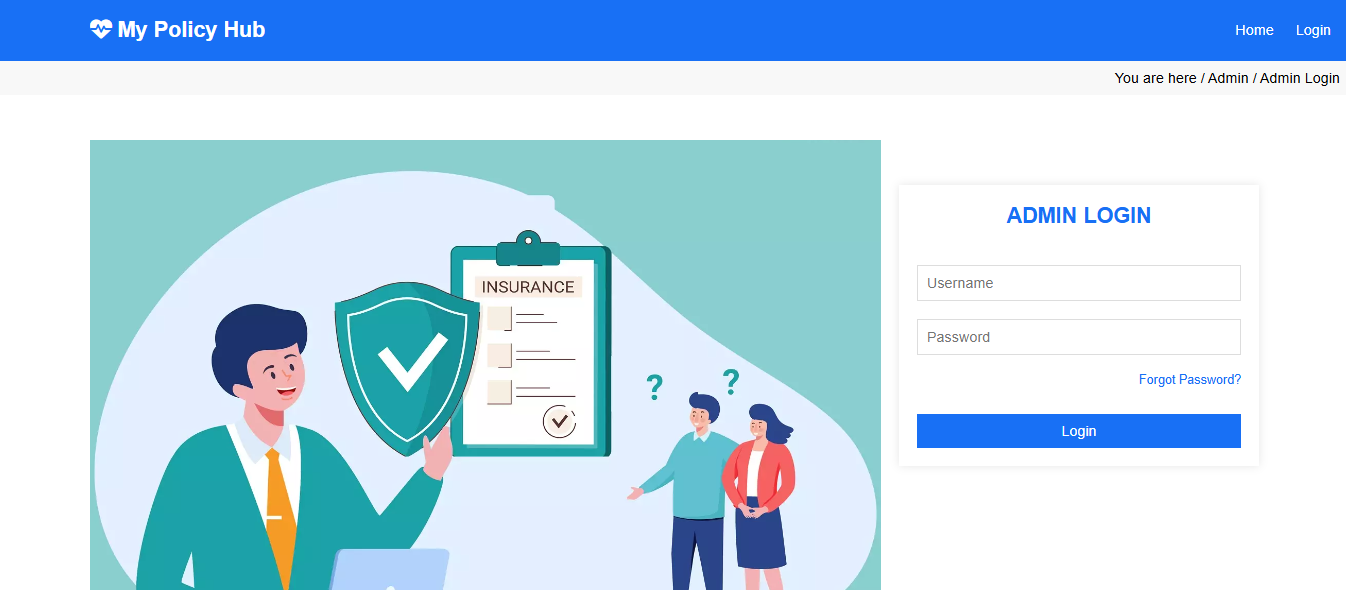 My Policy Hub
Home Login
You are here / Admin / Admin Login
ADMIN LOGIN
INSURANCE
Username
Password
? ?
Forgot Password?
Login